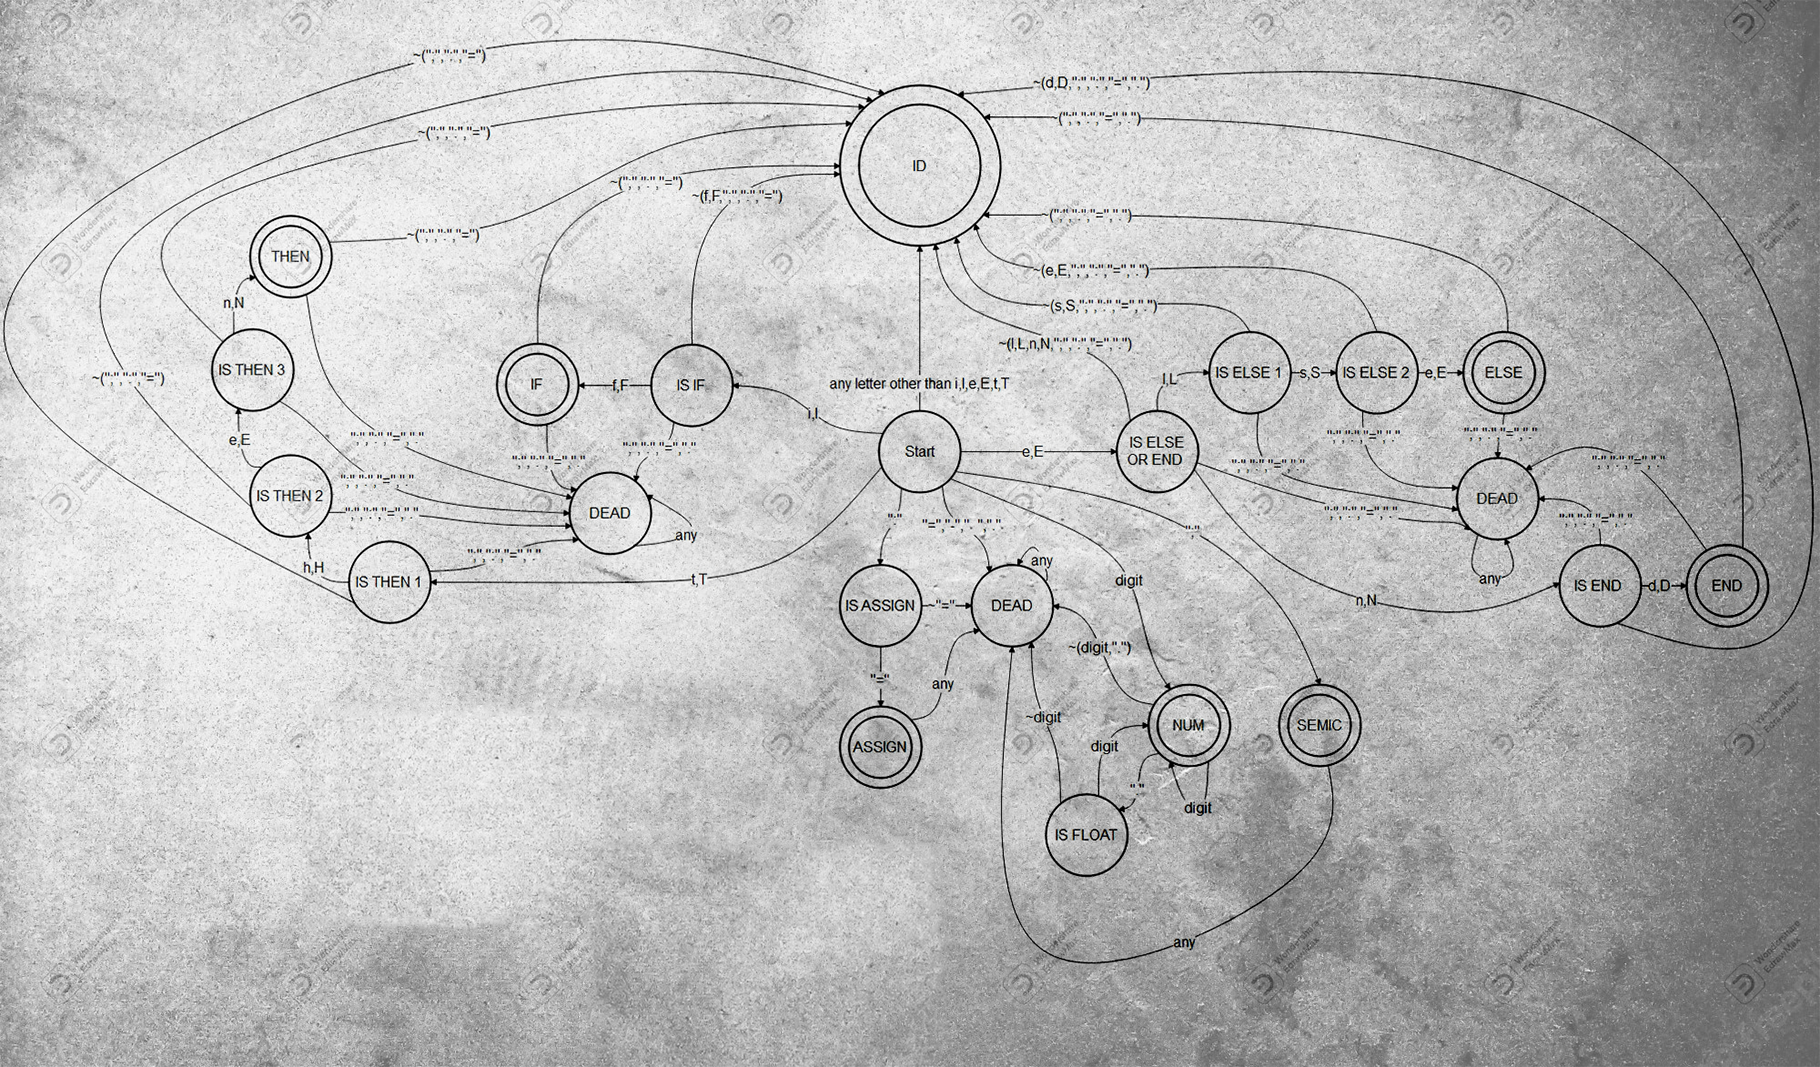 ~(";",":","=")
~(d,D,";",":","=",".")
~(";",":","=",".")
~(";",":","=")
ID
~(";",":","=")
~(f,F,";",":","=")
~(";",":","=",".")
~(";",":","=")
THEN
~(e,E,";",":","=",".")
n,N
~(s,S,";",":","=",".")
~(l,L,n,N,";",":","=",".")
IS THEN 3
~(";",":","=")
IF
f,F
IS IF
any letter other than i,I,e,E,t,T
i,I
l,L
IS ELSE 1
s,S
IS ELSE 2
e,E
ELSE
e,E
";",":","=","."
";",":","=","."
";",":","=","."
Start
e,E
IS ELSE
OR END
";",":","=","."
";",":","=","."
";",":","=","."
";",":","=","."
";",":","=","."
";",":","=","."
IS THEN 2
";",":","=","."
";",":","=","."
DEAD
any
DEAD
";",":","=","."
";",":","=","."
":"
";"
h,H
IS THEN 1
";",":","=","."
t,T
any
digit
any
n,N
IS END
d,D
END
IS ASSIGN
~"="
DEAD
~(digit,".")
"="
any
~digit
NUM
SEMIC
ASSIGN
digit
"."
digit
IS FLOAT
any
Wondershare
EdrawMax